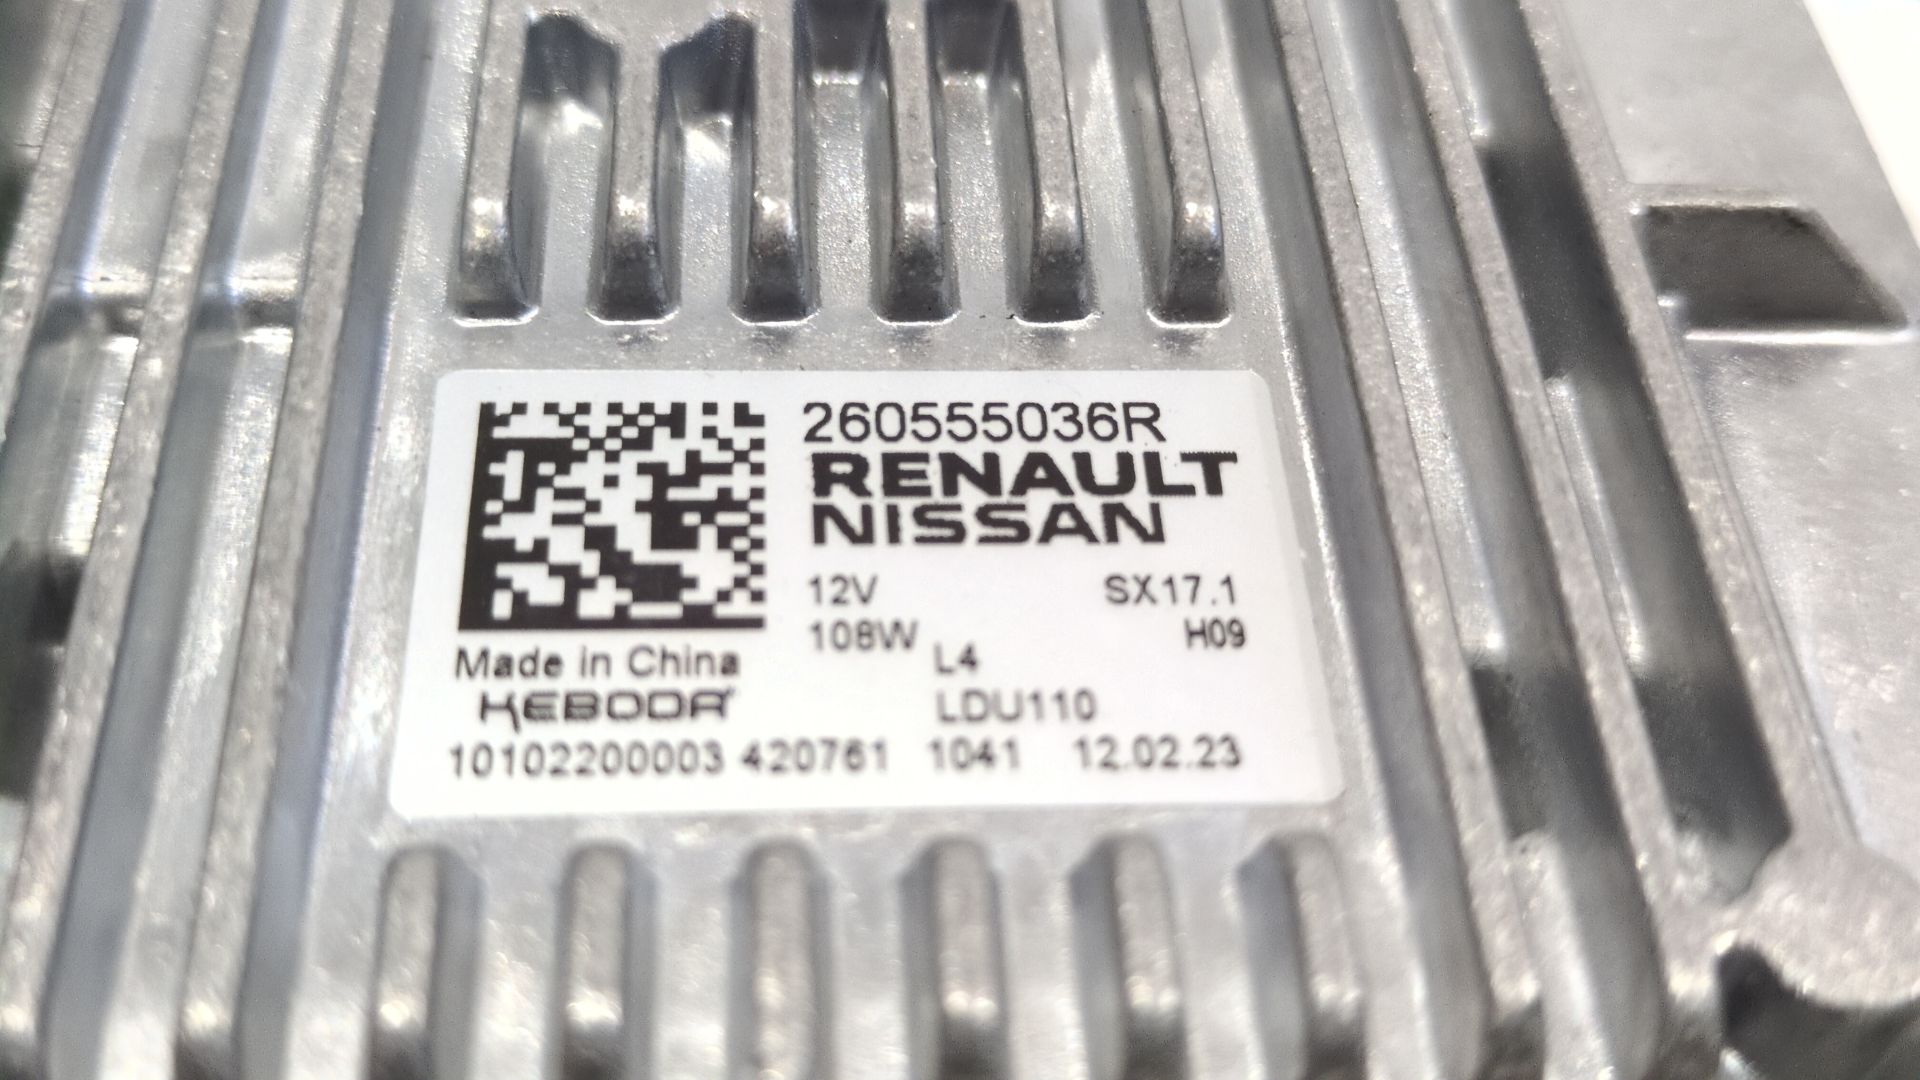 260555036R
RENAULT
NISSAN
12V SX17.1
108W H09
L4
Made in China
KEBODA
LDU110
10102200003 420761 1041 12.02.23